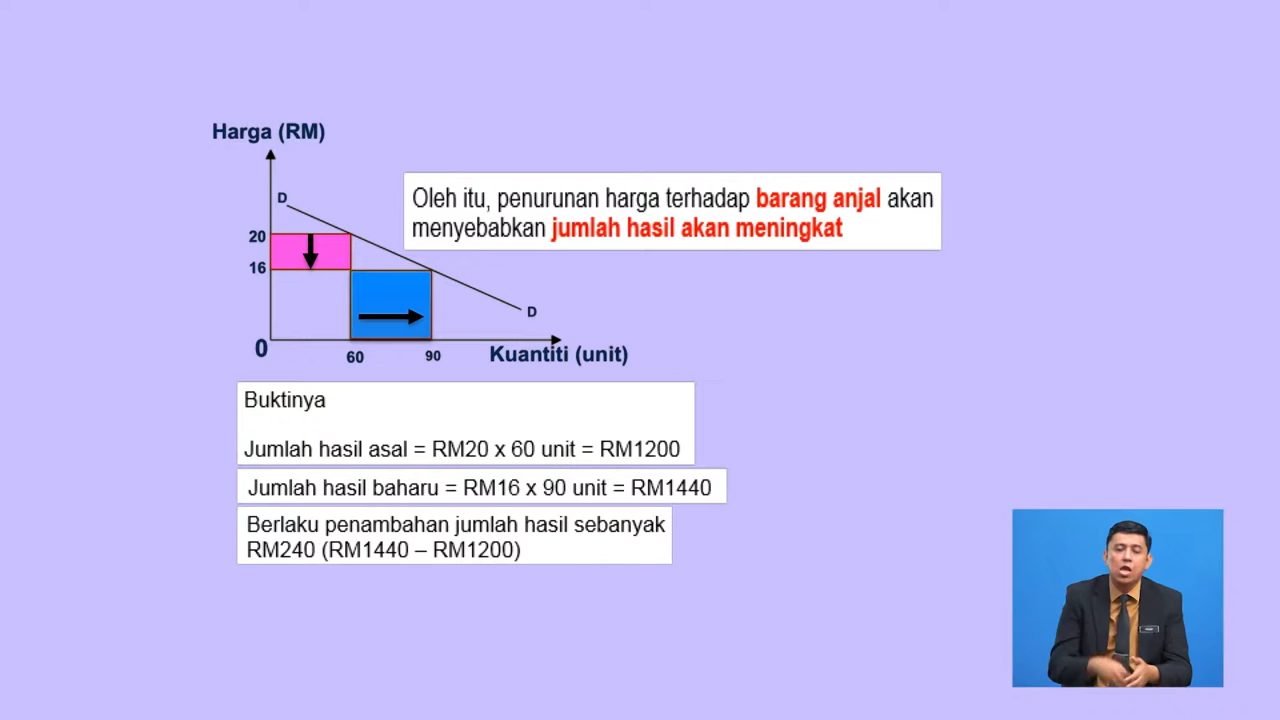 Harga (RM)
D
Oleh itu, penurunan harga terhadap barang anjal akan
menyebabkan jumlah hasil akan meningkat
20
16
D
0
60
90
Kuantiti (unit)
Buktinya
Jumlah hasil asal = RM20 x 60 unit = RM1200
Jumlah hasil baharu = RM16 x 90 unit = RM1440
Berlaku penambahan jumlah hasil sebanyak
RM240 (RM1440 – RM1200)